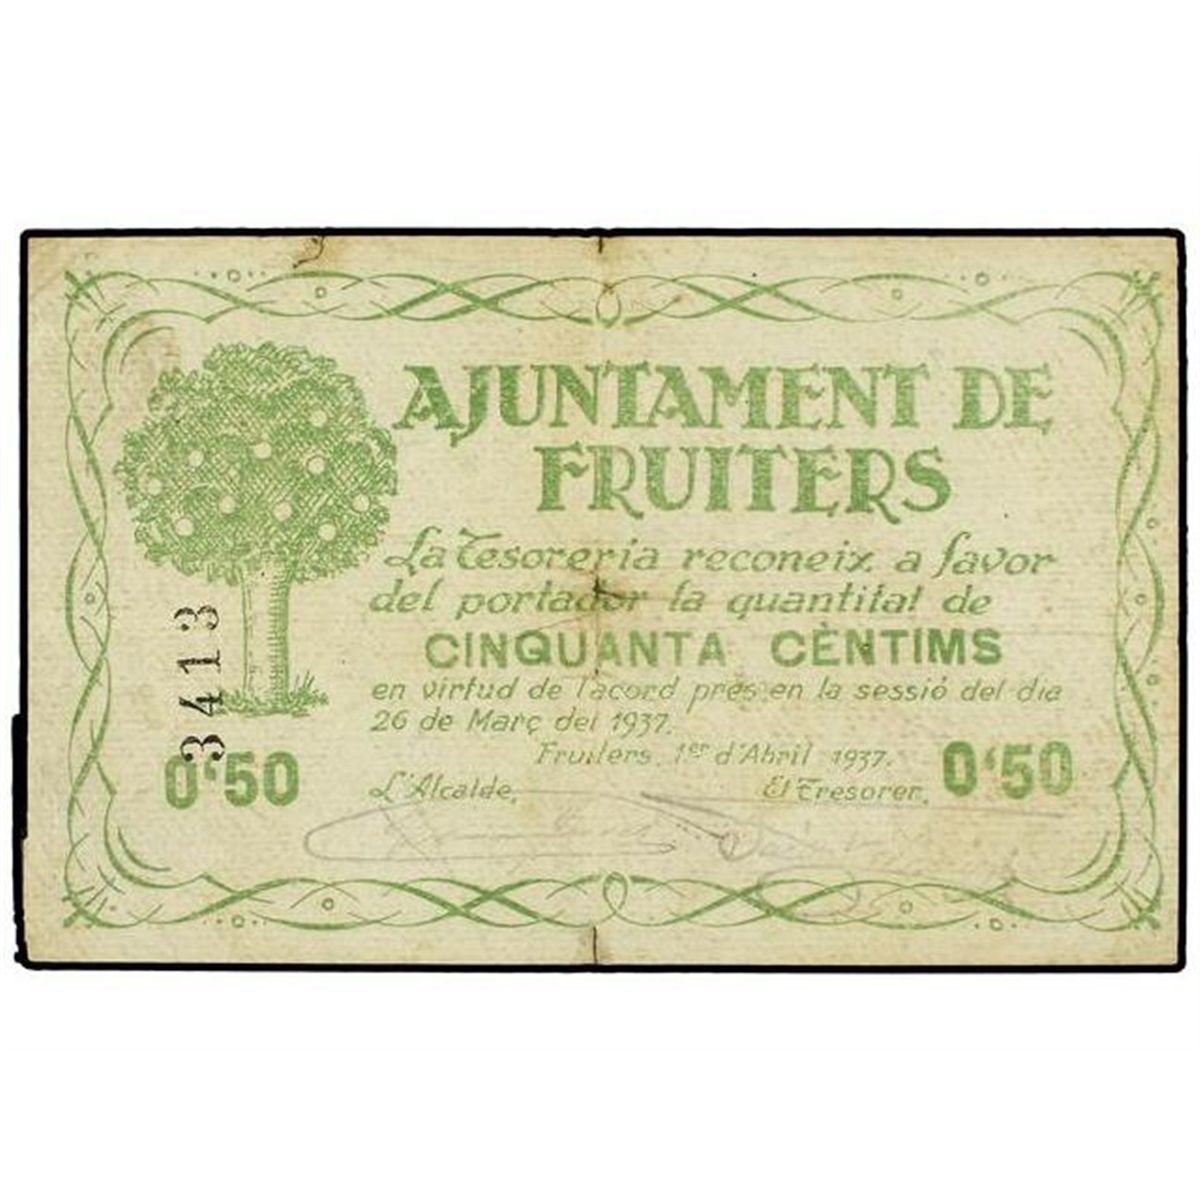 AJUNTAMENT DE
FRUITERS
La Tesoreria reconeix a favor
del portador la quantitat de
CINQUANTA CÈNTIMS
en virtud de l'acord pres en la sessió del dia
26 de Març del 1937.
Fruiters, 1er d'Abril 1937.
L'Alcalde,
El Tresorer,
0'50
0'50
3413